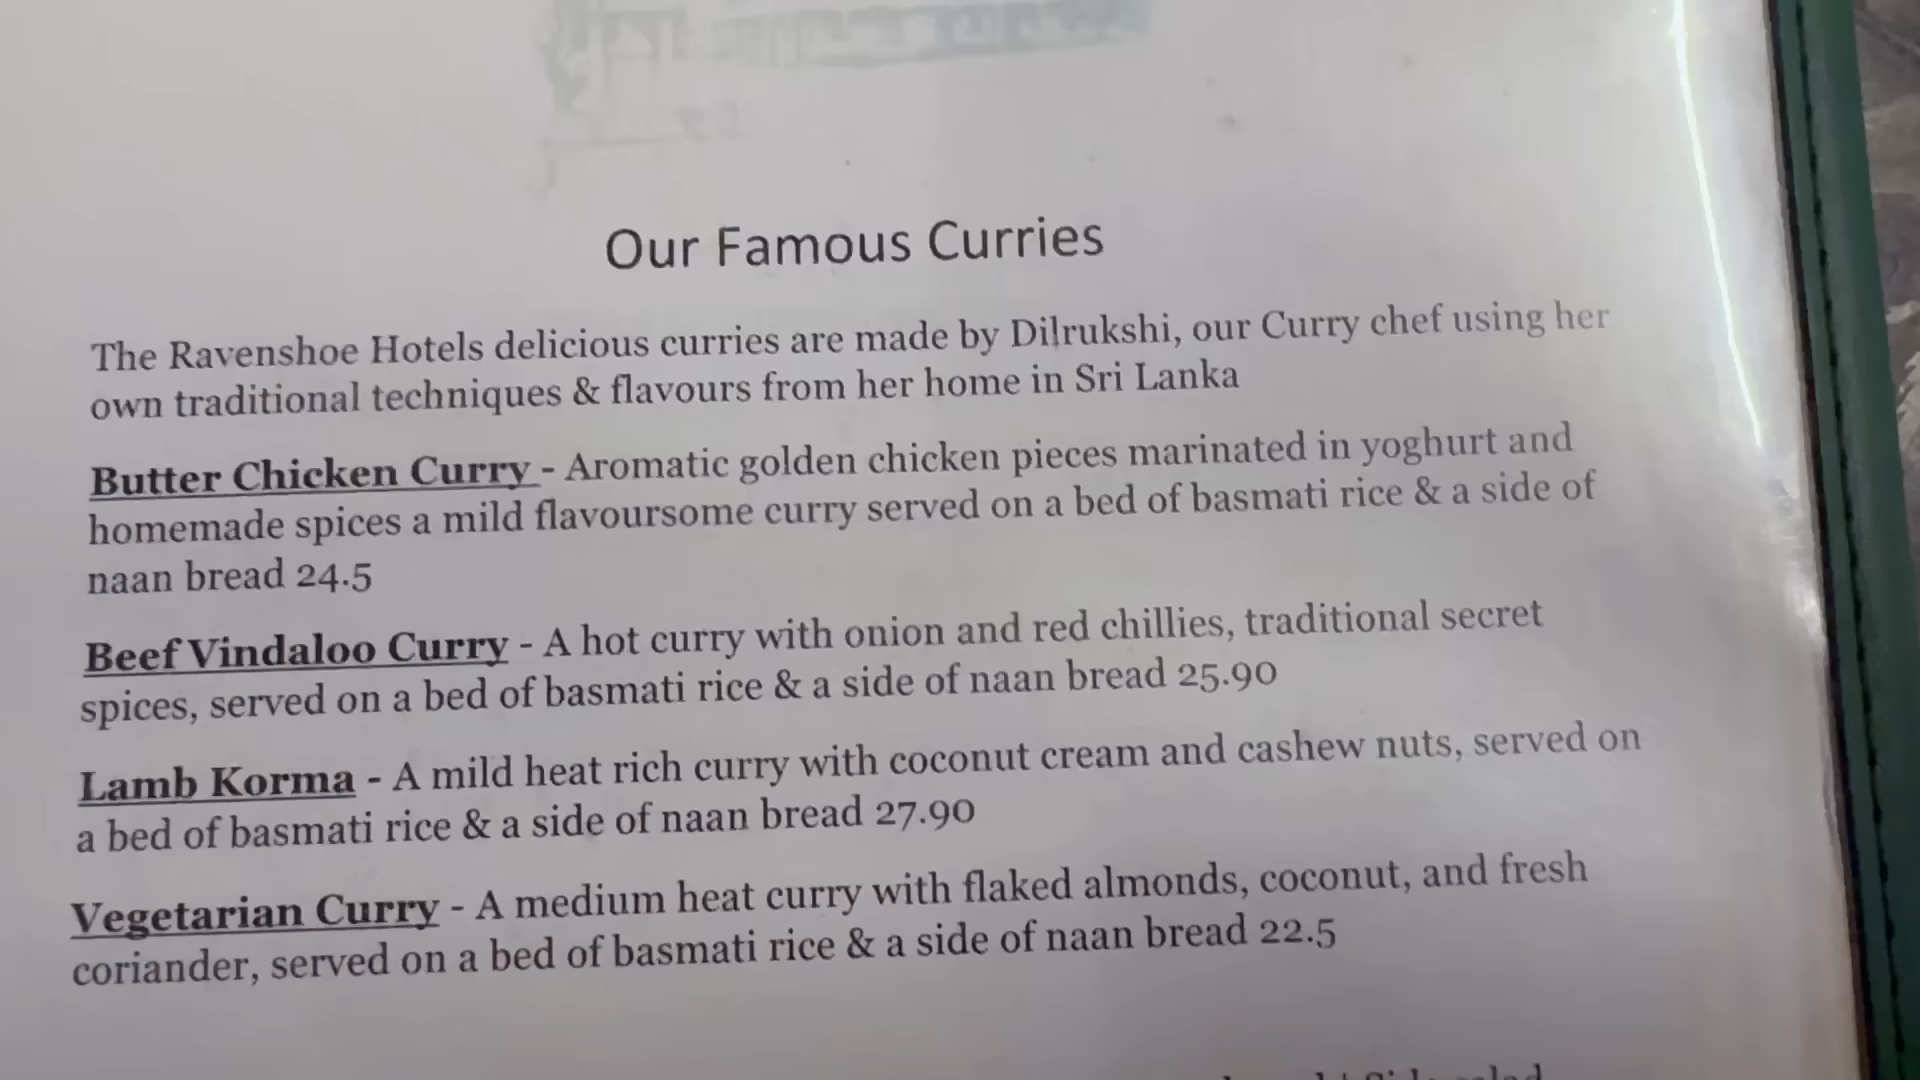 Our Famous Curries
The Ravenshoe Hotels delicious curries are made by Dilrukshi, our Curry chef using her
own traditional techniques & flavours from her home in Sri Lanka
Butter Chicken Curry - Aromatic golden chicken pieces marinated in yoghurt and
homemade spices a mild flavoursome curry served on a bed of basmati rice & a side of
naan bread 24.5
Beef Vindaloo Curry - A hot curry with onion and red chillies, traditional secret
spices, served on a bed of basmati rice & a side of naan bread 25.90
Lamb Korma - A mild heat rich curry with coconut cream and cashew nuts, served on
a bed of basmati rice & a side of naan bread 27.90
Vegetarian Curry - A medium heat curry with flaked almonds, coconut, and fresh
coriander, served on a bed of basmati rice & a side of naan bread 22.5